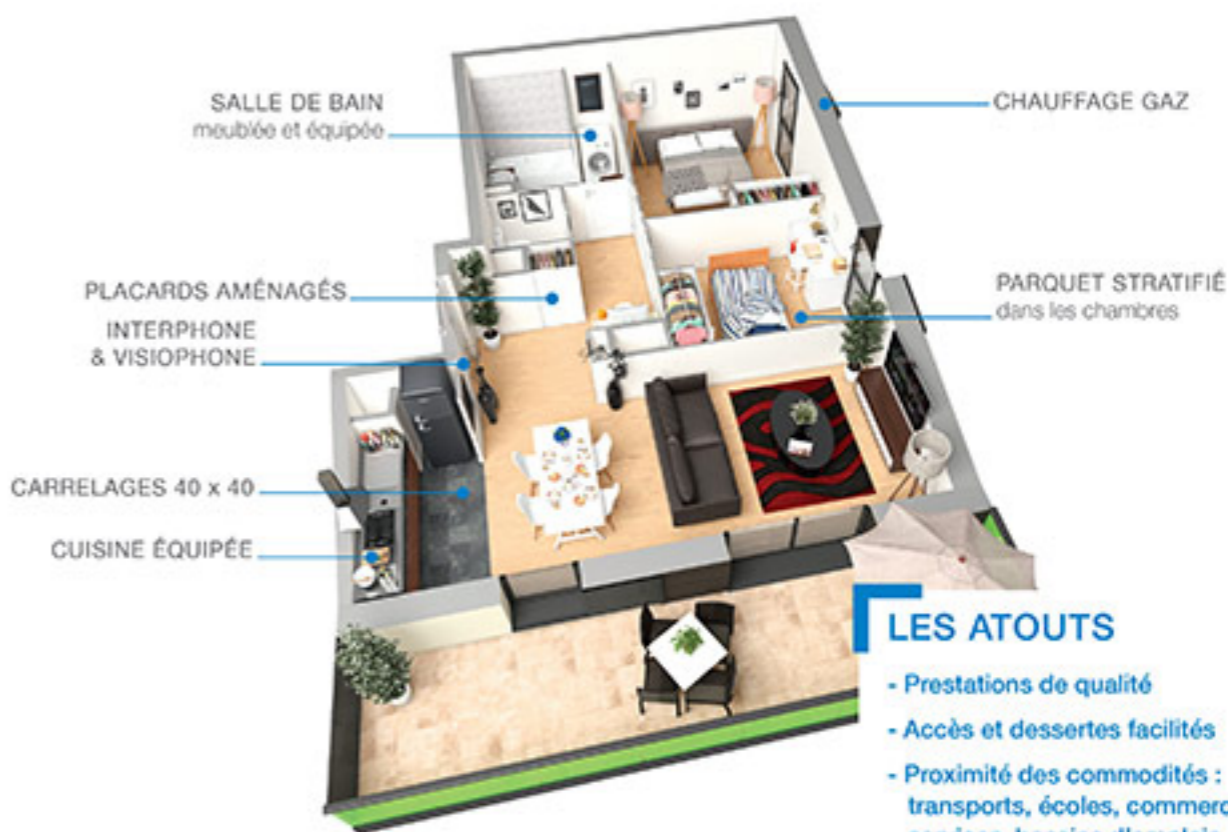 SALLE DE BAIN
meublée et équipée
CHAUFFAGE GAZ
PLACARDS AMÉNAGÉS
INTERPHONE
& VISIOPHONE
PARQUET STRATIFIÉ
dans les chambres
CARRELAGES 40 x 40
CUISINE ÉQUIPÉE
LES ATOUTS
- Prestations de qualité
- Accès et dessertes facilités
- Proximité des commodités :
transports, écoles, commerc